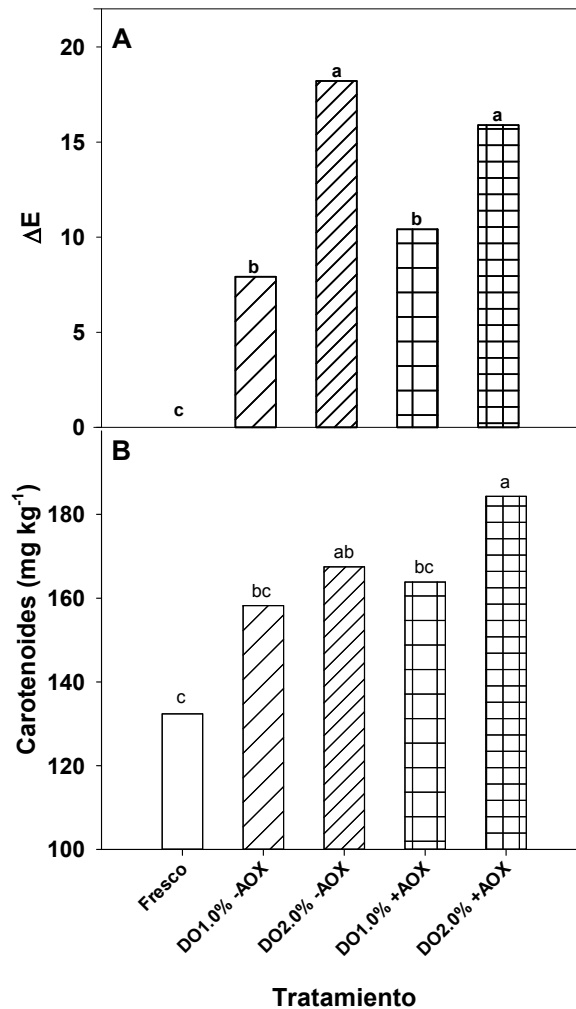 A
20
15
10
5
0
ΔE
c
b
a
b
a
B
180
160
140
120
100
Carotenoides (mg kg⁻¹)
c
bc
ab
bc
a
Fresco
DO1.0% -AOX
DO2.0% -AOX
DO1.0% +AOX
DO2.0% +AOX
Tratamiento